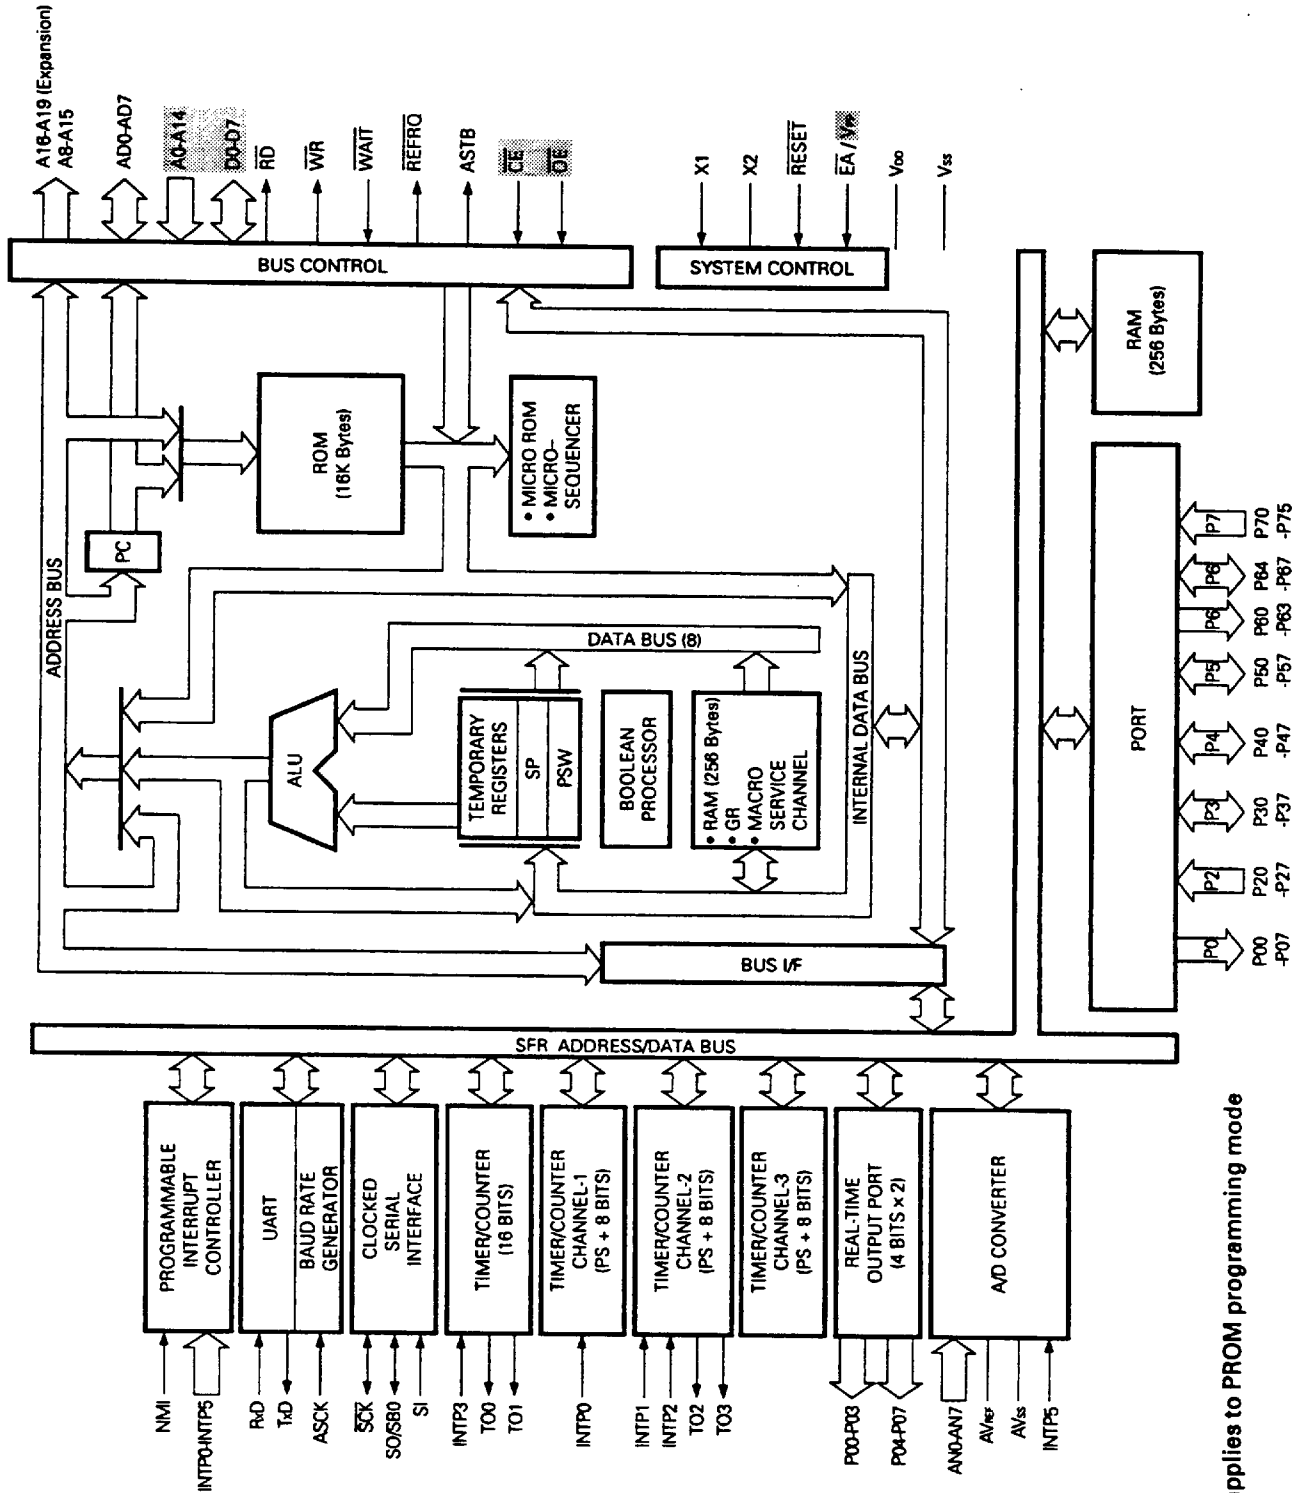 A16-A19 (Expansion)
A8-A15
AD0-AD7
A0-A14
D0-D7
RD
WR
WAIT
REFRQ
ASTB
CE
OE
X1
X2
RESET
EA / VPP
VDD
VSS
BUS CONTROL
SYSTEM CONTROL
ADDRESS BUS
PC
ROM
(16K Bytes)
• MICRO ROM
• MICRO-
SEQUENCER
ALU
DATA BUS (8)
TEMPORARY
REGISTERS
SP
PSW
BOOLEAN
PROCESSOR
• RAM (256 Bytes)
• GR
• MACRO
SERVICE
CHANNEL
INTERNAL DATA BUS
BUS I/F
RAM
(256 Bytes)
PORT
P0
P2
P3
P4
P5
P6
P6
P7
P00
-P07
P20
-P27
P30
-P37
P40
-P47
P50
-P57
P60
-P63
P64
-P67
P70
-P75
SFR ADDRESS/DATA BUS
PROGRAMMABLE
INTERRUPT
CONTROLLER
UART
BAUD RATE
GENERATOR
CLOCKED
SERIAL
INTERFACE
TIMER/COUNTER
(16 BITS)
TIMER/COUNTER
CHANNEL-1
(PS + 8 BITS)
TIMER/COUNTER
CHANNEL-2
(PS + 8 BITS)
TIMER/COUNTER
CHANNEL-3
(PS + 8 BITS)
REAL-TIME
OUTPUT PORT
(4 BITS × 2)
A/D CONVERTER
NMI
INTP0-INTP5
RxD
TxD
ASCK
SCK
SO/SB0
SI
INTP3
TO0
TO1
INTP0
INTP1
INTP2
TO2
TO3
P00-P03
P04-P07
AN0-AN7
AVREF
AVSS
INTP5
applies to PROM programming mode